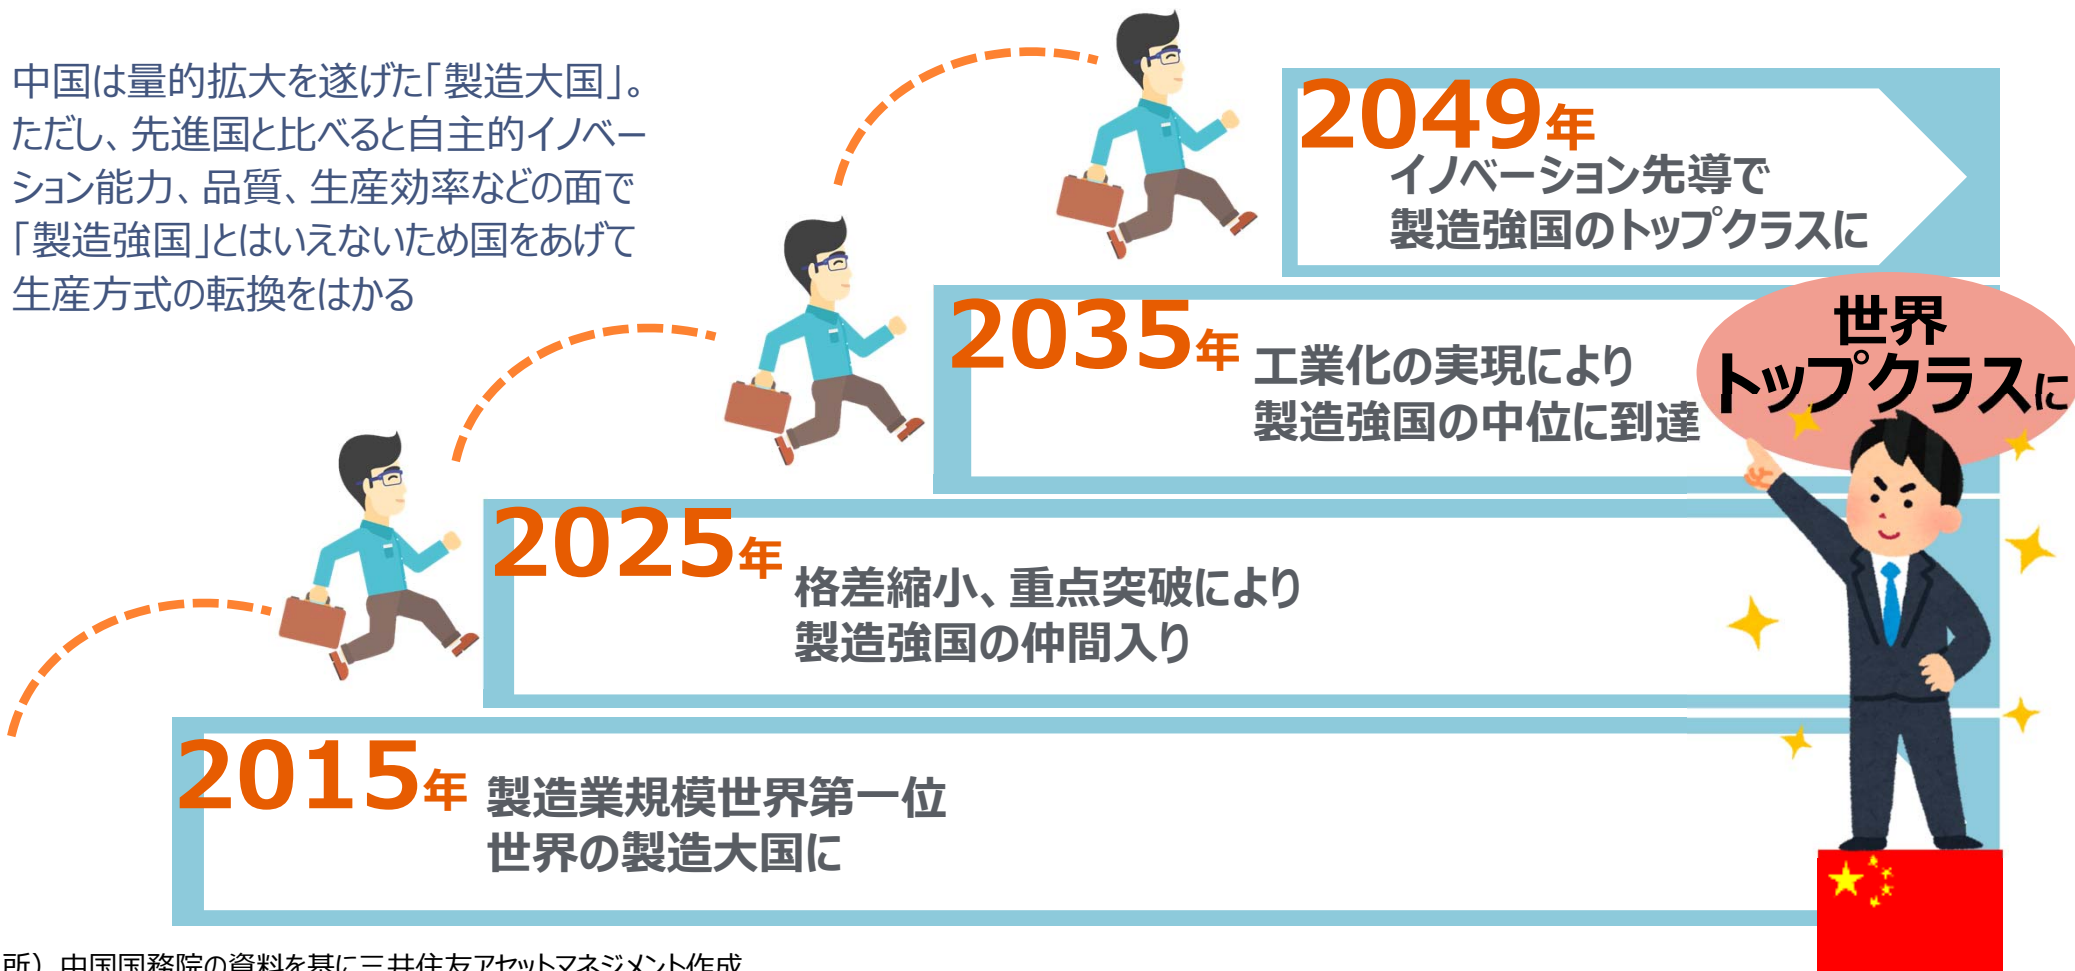 中国は量的拡大を遂げた「製造大国」。
ただし、先進国と比べると自主的イノベー
ション能力、品質、生産効率などの面で
「製造強国」とはいえないため国をあげて
生産方式の転換をはかる
2049年
イノベーション先導で
製造強国のトップクラスに
2035年
工業化の実現により
製造強国の中位に到達
世界
トップクラスに
2025年
格差縮小、重点突破により
製造強国の仲間入り
2015年
製造業規模世界第一位
世界の製造大国に
所）中国国務院の資料を基に三井住友アセットマネジメント作成